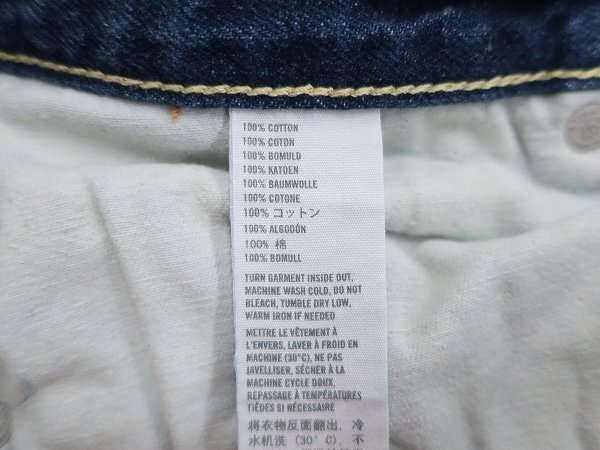 100% COTTON
100% COTON
100% BOMULD
100% KATOEN
100% BAUMWOLLE
100% COTONE
100% コットン
100% ALGODÓN
100% 棉
100% BOMULL
TURN GARMENT INSIDE OUT,
MACHINE WASH COLD, DO NOT
BLEACH, TUMBLE DRY LOW,
WARM IRON IF NEEDED
METTRE LE VÊTEMENT À
L'ENVERS, LAVER À FROID EN
MACHINE (30°C), NE PAS
JAVELLISER, SÉCHER À LA
MACHINE CYCLE DOUX,
REPASSAGE À TEMPÉRATURES
TIÈDES SI NÉCESSAIRE
将衣物反面翻出, 冷
水机洗 (30°C), 不